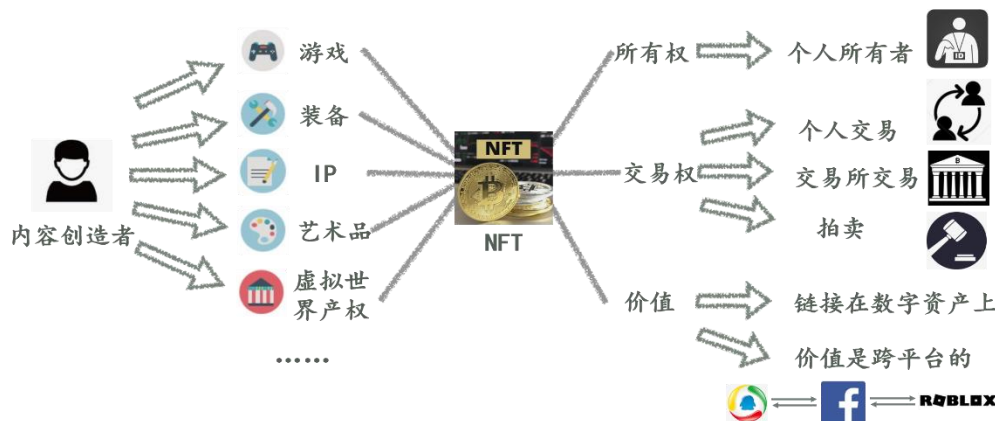 游戏
所有权
个人所有者
ID
装备
个人交易
NFT
IP
交易权
交易所交易
B
内容创造者
艺术品
NFT
拍卖
虚拟世
界产权
价值
链接在数字资产上
……
价值是跨平台的
f
ROBLOX